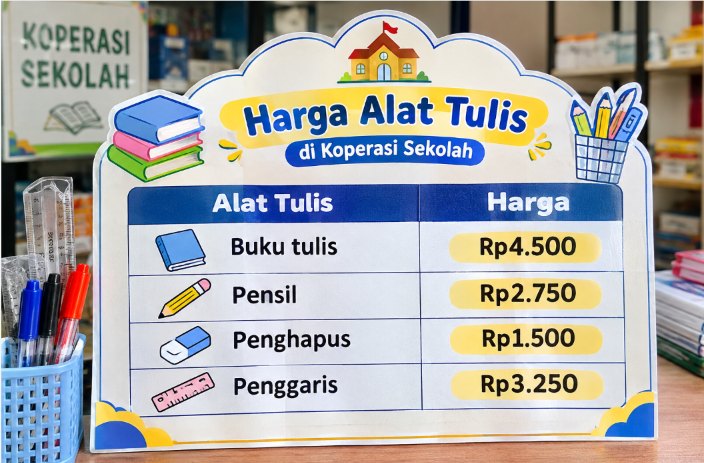 KOPERASI
SEKOLAH
Harga Alat Tulis
di Koperasi Sekolah
Alat Tulis Harga
Buku tulis Rp4.500
Pensil Rp2.750
Penghapus Rp1.500
Penggaris Rp3.250